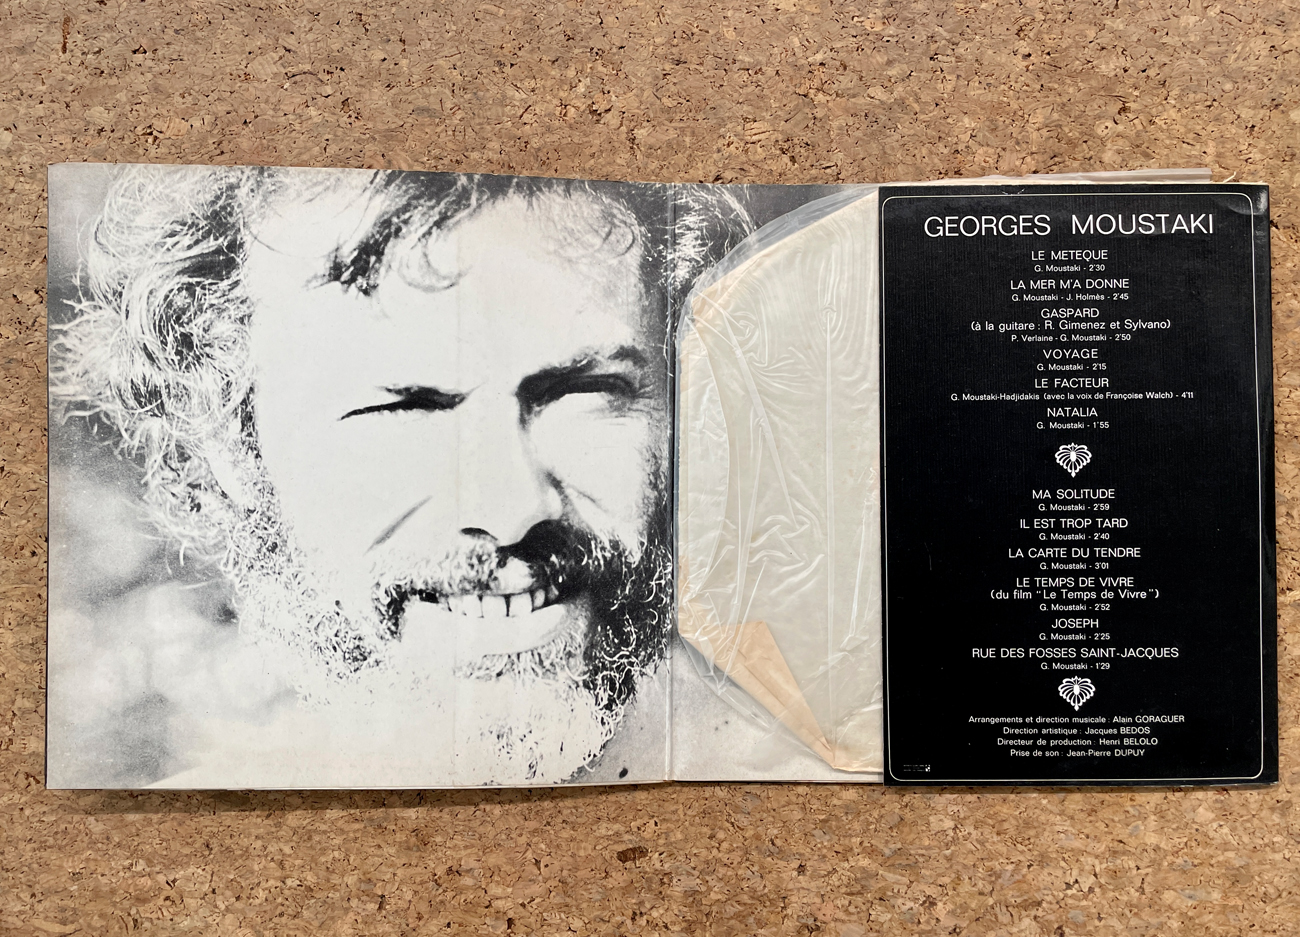 GEORGES MOUSTAKI
LE METEQUE
G. Moustaki - 2'30
LA MER M'A DONNE
G. Moustaki - J. Holmès - 2'45
GASPARD
(à la guitare : R. Gimenez et Sylvano)
P. Verlaine - G. Moustaki - 2'50
VOYAGE
G. Moustaki - 2'15
LE FACTEUR
G. Moustaki-Hadjidakis (avec la voix de Françoise Walch) - 4'11
NATALIA
G. Moustaki - 1'55
MA SOLITUDE
G. Moustaki - 2'59
IL EST TROP TARD
G. Moustaki - 2'40
LA CARTE DU TENDRE
G. Moustaki - 3'01
LE TEMPS DE VIVRE
(du film "Le Temps de Vivre")
G. Moustaki - 2'52
JOSEPH
G. Moustaki - 2'25
RUE DES FOSSES SAINT-JACQUES
G. Moustaki - 1'29
Arrangements et direction musicale : Alain GORAGUER
Direction artistique : Jacques BEDOS
Directeur de production : Henri BELOLO
Prise de son : Jean-Pierre DUPUY